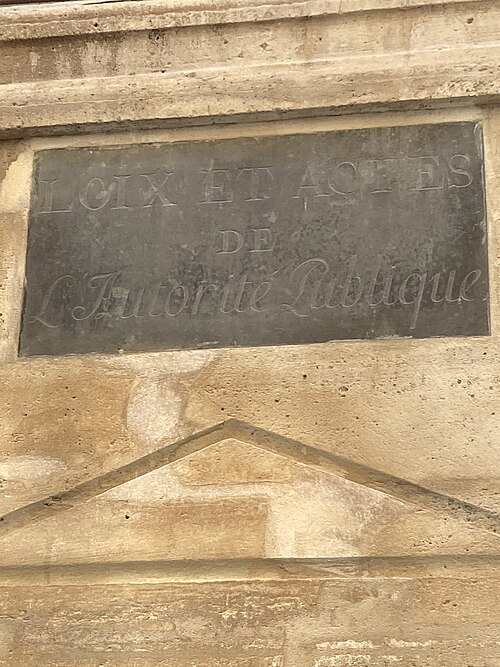 LOIX ET ACTES
DE
L'Autorité Publique